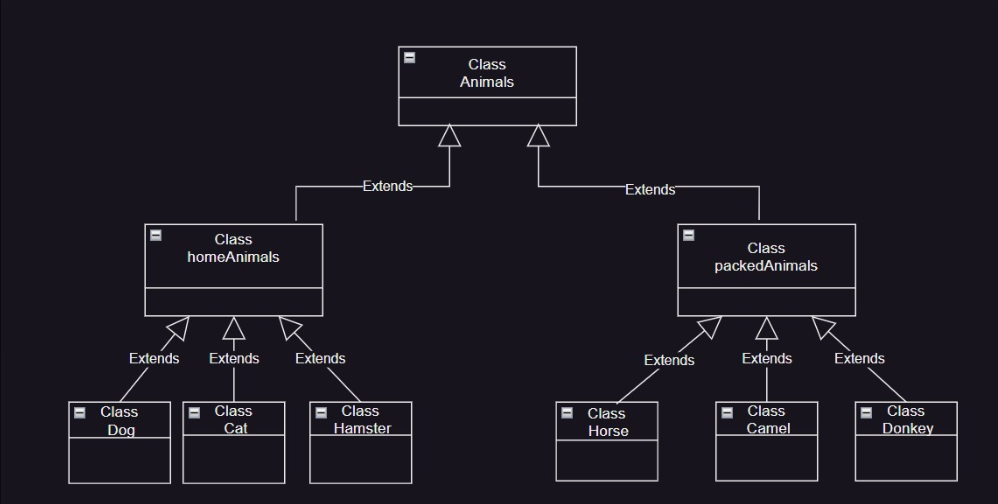 Class
Animals
Extends
Extends
Class
homeAnimals
Class
packedAnimals
Extends
Extends
Extends
Extends
Extends
Extends
Class
Dog
Class
Cat
Class
Hamster
Class
Horse
Class
Camel
Class
Donkey